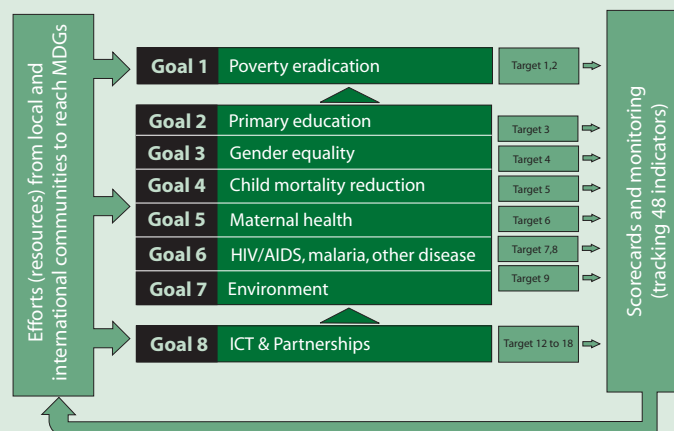 Efforts (resources) from local and
international communities to reach MDGs
Goal 1 Poverty eradication Target 1,2
Goal 2 Primary education Target 3
Goal 3 Gender equality Target 4
Goal 4 Child mortality reduction Target 5
Goal 5 Maternal health Target 6
Goal 6 HIV/AIDS, malaria, other disease Target 7,8
Goal 7 Environment Target 9
Goal 8 ICT & Partnerships Target 12 to 18
Scorecards and monitoring
(tracking 48 indicators)